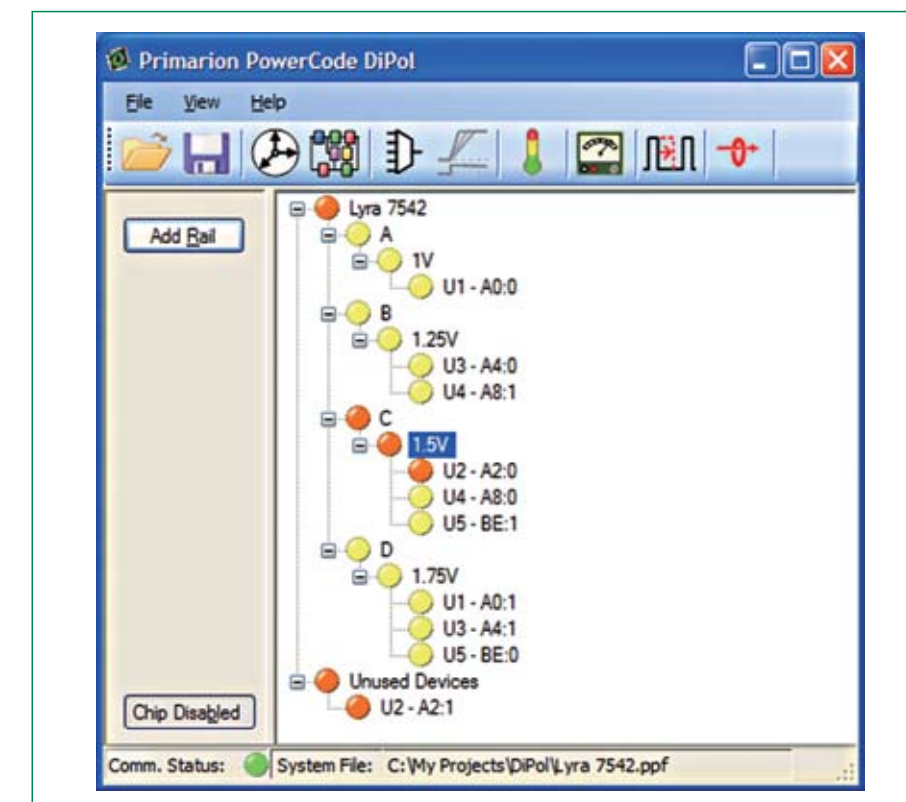 Primarion PowerCode DiPol
File View Help
Add Rail
Lyra 7542
A
1V
U1 - A0:0
B
1.25V
U3 - A4:0
U4 - A8:1
C
1.5V
U2 - A2:0
U4 - A8:0
U5 - BE:1
D
1.75V
U1 - A0:1
U3 - A4:1
U5 - BE:0
Unused Devices
U2 - A2:1
Chip Disabled
Comm. Status: System File: C:\My Projects\DiPol\Lyra 7542.ppf